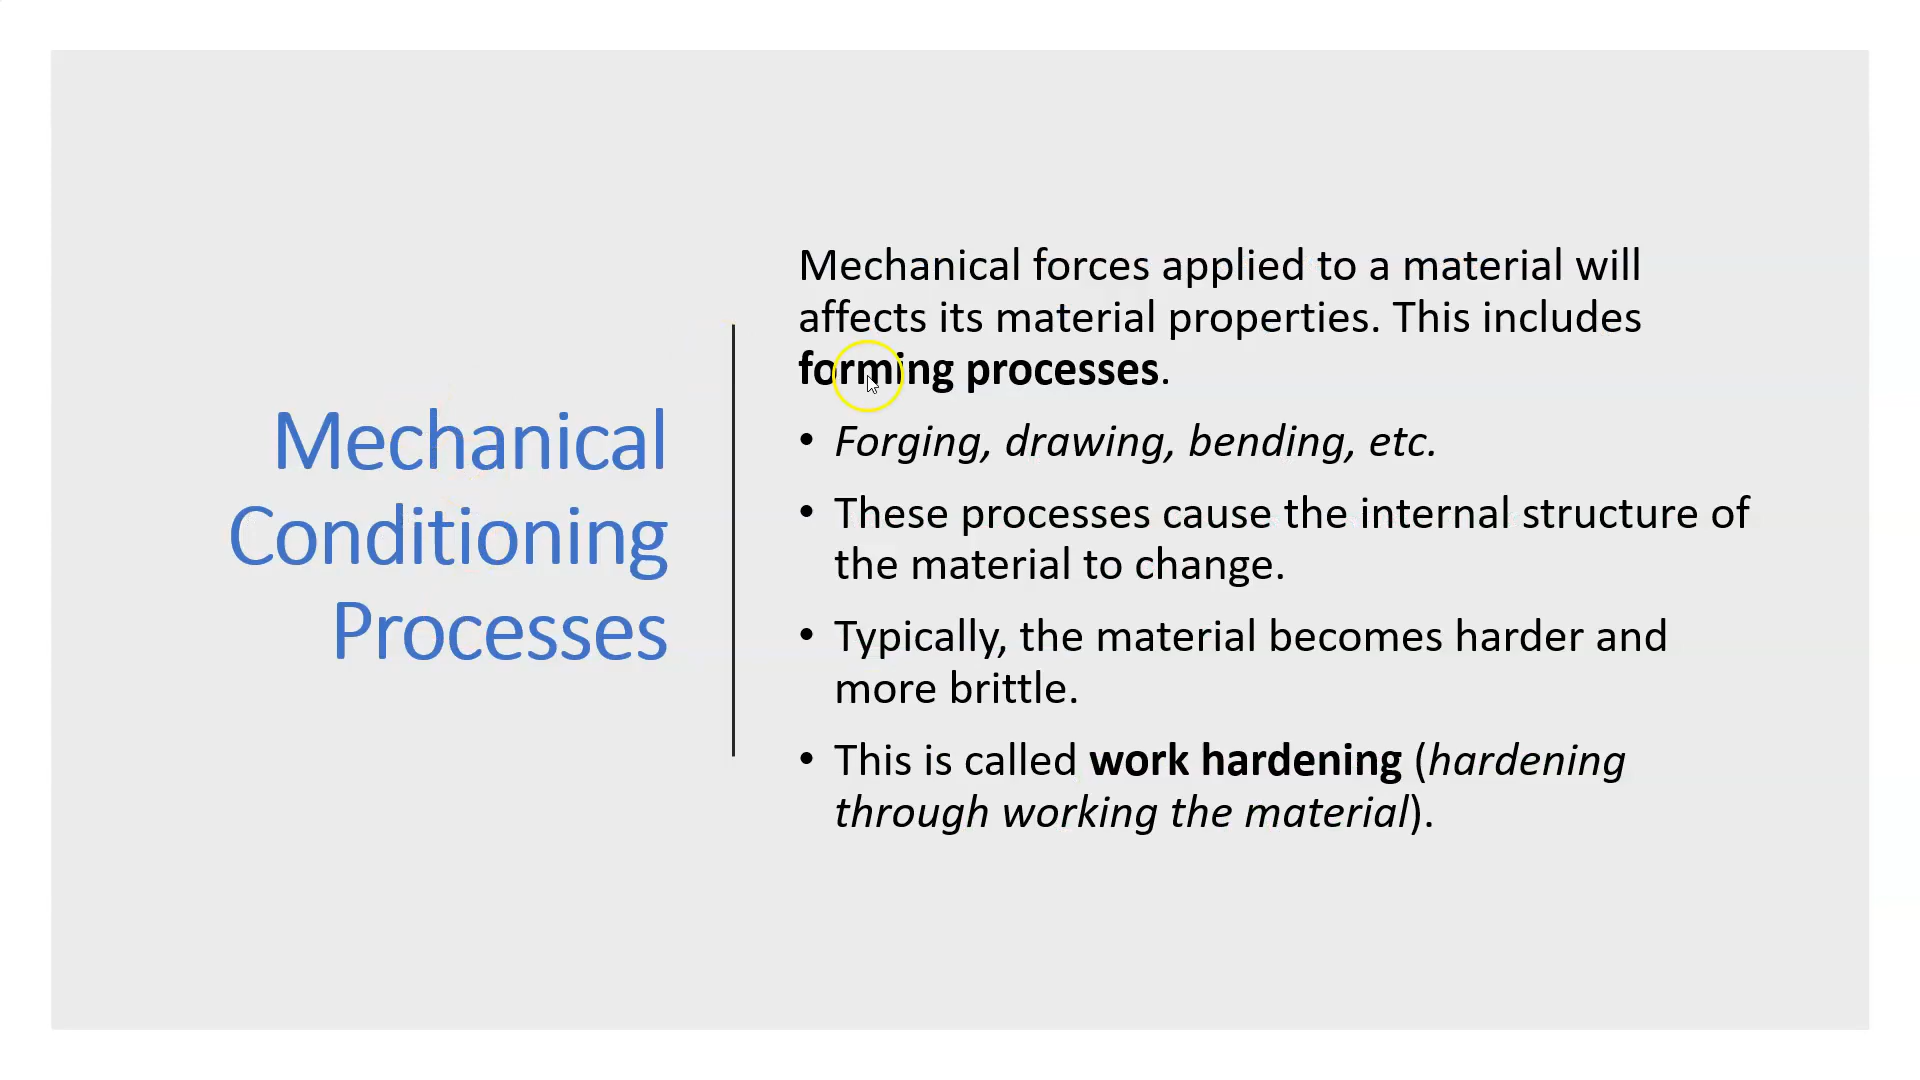 Mechanical
Conditioning
Processes
Mechanical forces applied to a material will
affects its material properties. This includes
forming processes.
• Forging, drawing, bending, etc.
• These processes cause the internal structure of
the material to change.
• Typically, the material becomes harder and
more brittle.
• This is called work hardening (hardening
through working the material).